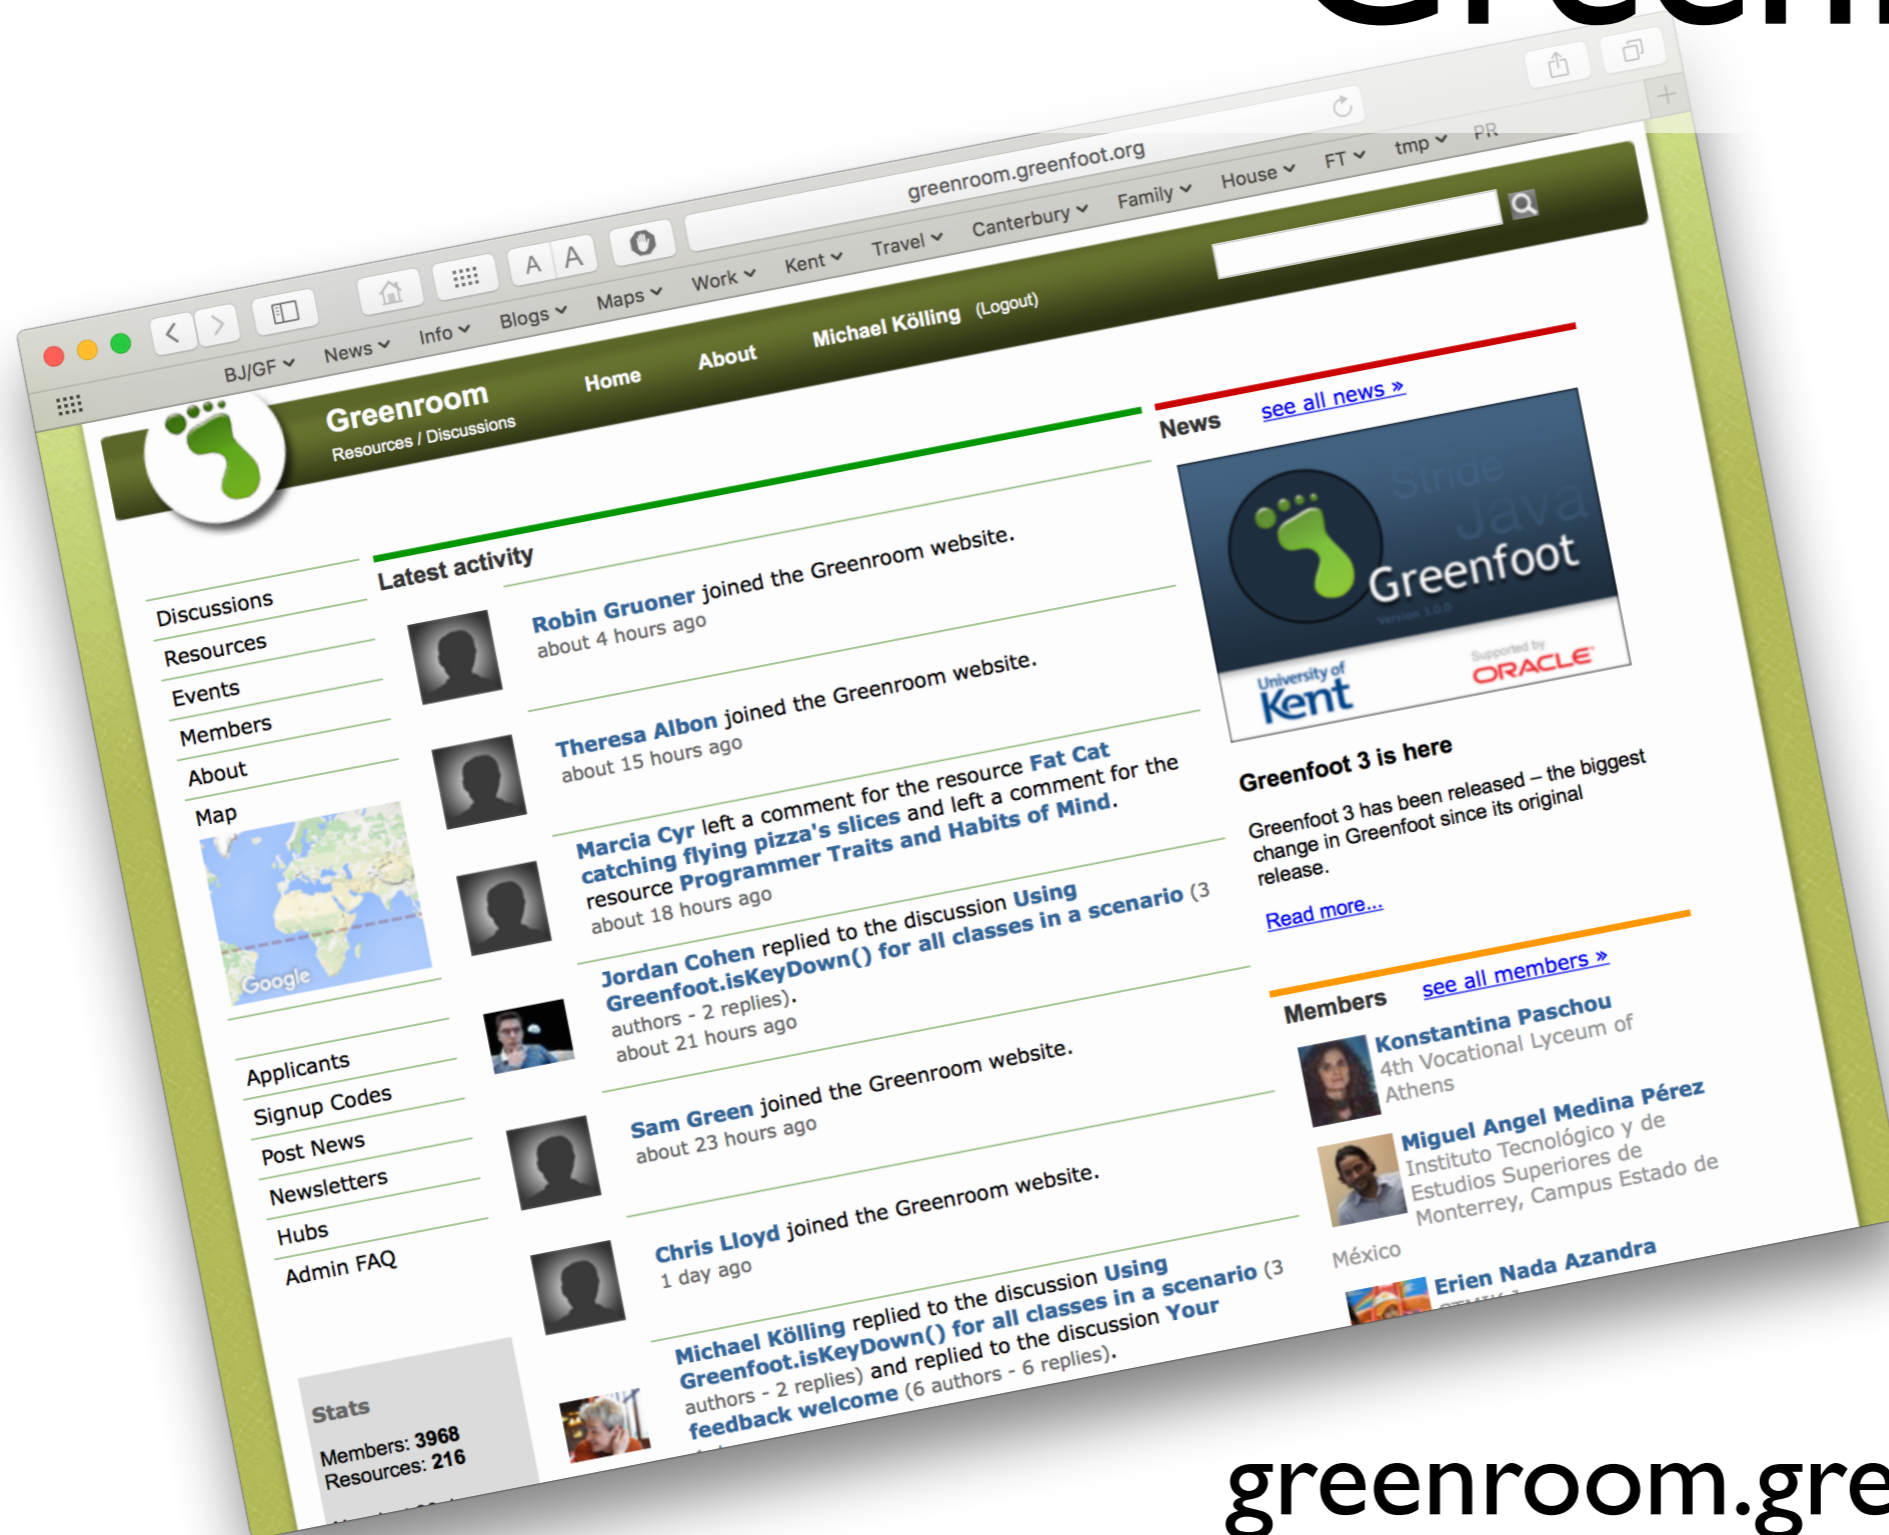 Greenr
greenroom.greenfoot.org
BJ/GF
News
Info
Blogs
Maps
Work
Kent
Travel
Canterbury
Family
House
FT
tmp
PR
A A
Greenroom
Resources / Discussions
Home
About
Michael Kölling (Logout)
Discussions
Resources
Events
Members
About
Map
Google
Applicants
Signup Codes
Post News
Newsletters
Hubs
Admin FAQ
Stats
Members: 3968
Resources: 216
Latest activity
Robin Gruoner joined the Greenroom website.
about 4 hours ago
Theresa Albon joined the Greenroom website.
about 15 hours ago
Marcia Cyr left a comment for the resource Fat Cat
catching flying pizza's slices and left a comment for the
resource Programmer Traits and Habits of Mind.
about 18 hours ago
Jordan Cohen replied to the discussion Using
Greenfoot.isKeyDown() for all classes in a scenario (3
authors - 2 replies).
about 21 hours ago
Sam Green joined the Greenroom website.
about 23 hours ago
Chris Lloyd joined the Greenroom website.
1 day ago
Michael Kölling replied to the discussion Using
Greenfoot.isKeyDown() for all classes in a scenario (3
authors - 2 replies) and replied to the discussion Your
feedback welcome (6 authors - 6 replies).
News
see all news »
Stride
Java
Greenfoot
Version 3.0.0
University of
Kent
Supported by
ORACLE
Greenfoot 3 is here
Greenfoot 3 has been released – the biggest
change in Greenfoot since its original
release.
Read more...
Members
see all members »
Konstantina Paschou
4th Vocational Lyceum of
Athens
Miguel Angel Medina Pérez
Instituto Tecnológico y de
Estudios Superiores de
Monterrey, Campus Estado de
México
Erien Nada Azandra
greenroom.gre